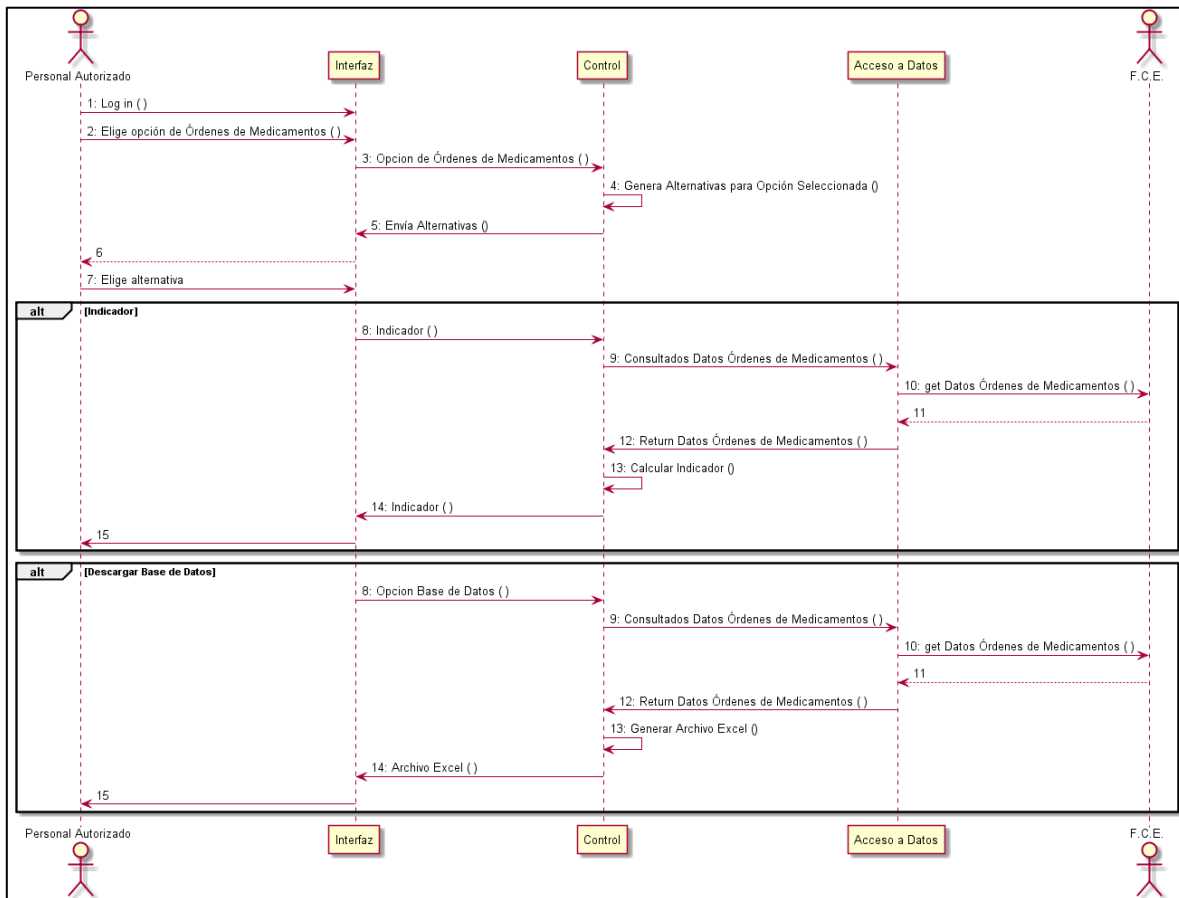 Personal Autorizado
Interfaz
Control
Acceso a Datos
F.C.E.
1: Log in ( )
2: Elige opción de Órdenes de Medicamentos ( )
3: Opcion de Órdenes de Medicamentos ( )
4: Genera Alternativas para Opción Seleccionada ()
5: Envía Alternativas ()
6
7: Elige alternativa
alt [Indicador]
8: Indicador ( )
9: Consultados Datos Órdenes de Medicamentos ( )
10: get Datos Órdenes de Medicamentos ( )
11
12: Return Datos Órdenes de Medicamentos ( )
13: Calcular Indicador ()
14: Indicador ( )
15
alt [Descargar Base de Datos]
8: Opcion Base de Datos ( )
9: Consultados Datos Órdenes de Medicamentos ( )
10: get Datos Órdenes de Medicamentos ( )
11
12: Return Datos Órdenes de Medicamentos ( )
13: Generar Archivo Excel ()
14: Archivo Excel ( )
15
Personal Autorizado
Interfaz
Control
Acceso a Datos
F.C.E.